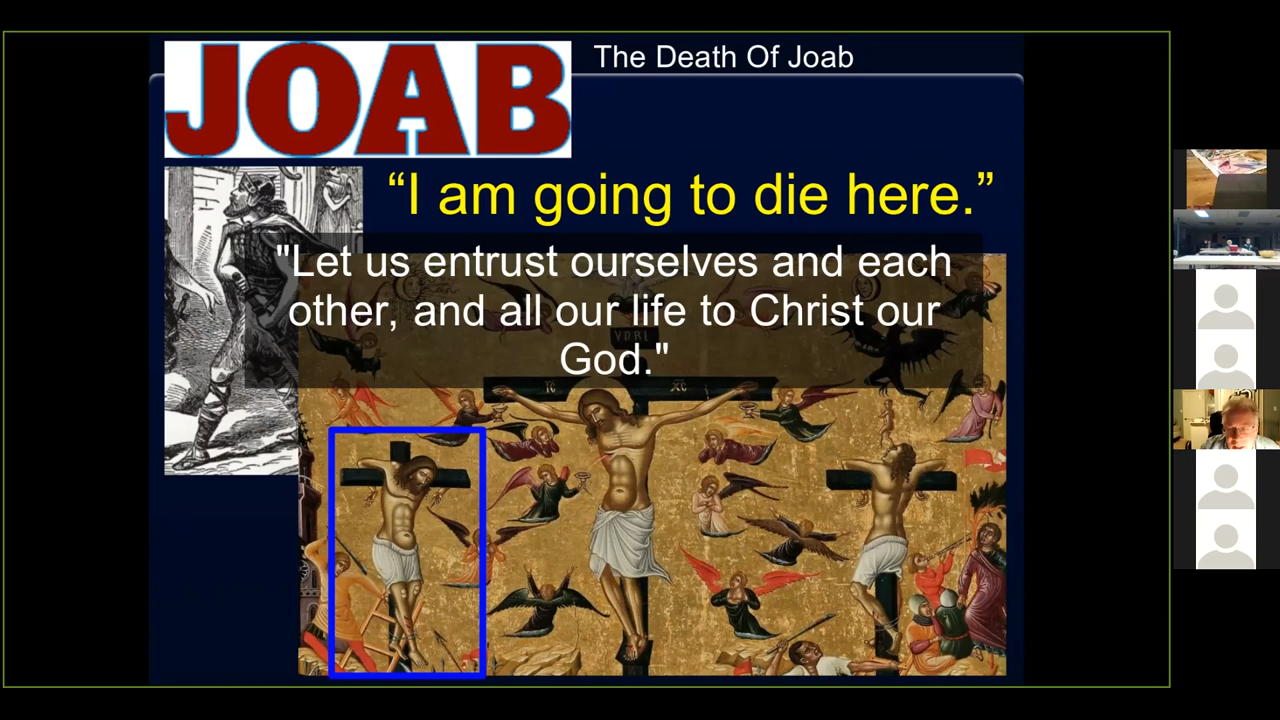 JOAB
The Death Of Joab
“I am going to die here.”
"Let us entrust ourselves and each
other, and all our life to Christ our
God."